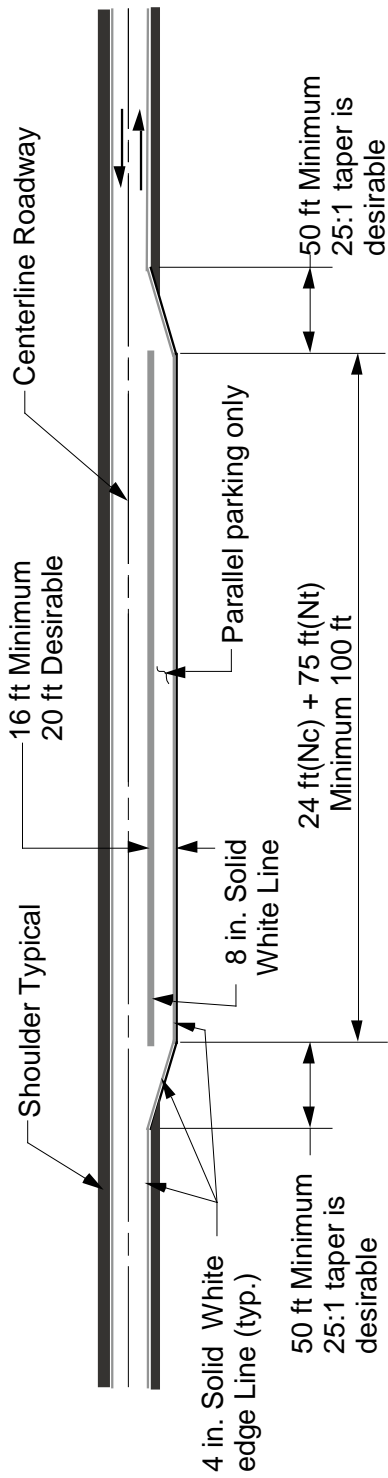 Shoulder Typical
16 ft Minimum
20 ft Desirable
Centerline Roadway
4 in. Solid White
edge Line (typ.)
8 in. Solid
White Line
Parallel parking only
50 ft Minimum
25:1 taper is
desirable
24 ft(Nc) + 75 ft(Nt)
Minimum 100 ft
50 ft Minimum
25:1 taper is
desirable